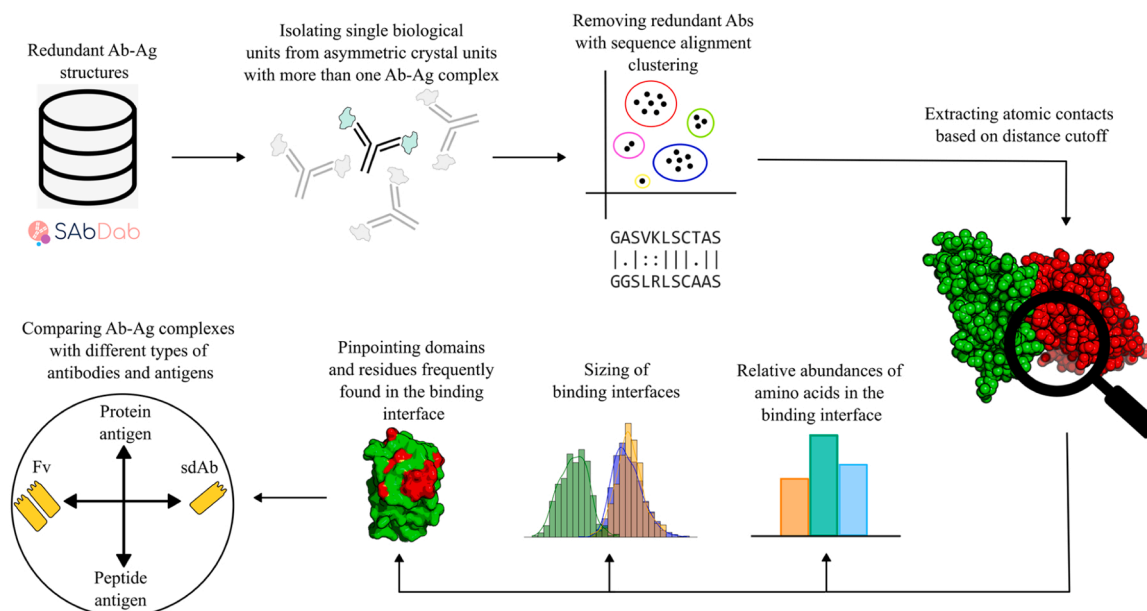 Redundant Ab-Ag
structures
SAbDab
Isolating single biological
units from asymmetric crystal units
with more than one Ab-Ag complex
Removing redundant Abs
with sequence alignment
clustering
GASVKLSCTAS
|.|::|||.||
GGSLRLSCAAS
Extracting atomic contacts
based on distance cutoff
Comparing Ab-Ag complexes
with different types of
antibodies and antigens
Protein
antigen
Fv
sdAb
Peptide
antigen
Pinpointing domains
and residues frequently
found in the binding
interface
Sizing of
binding interfaces
Relative abundances of
amino acids in the
binding interface